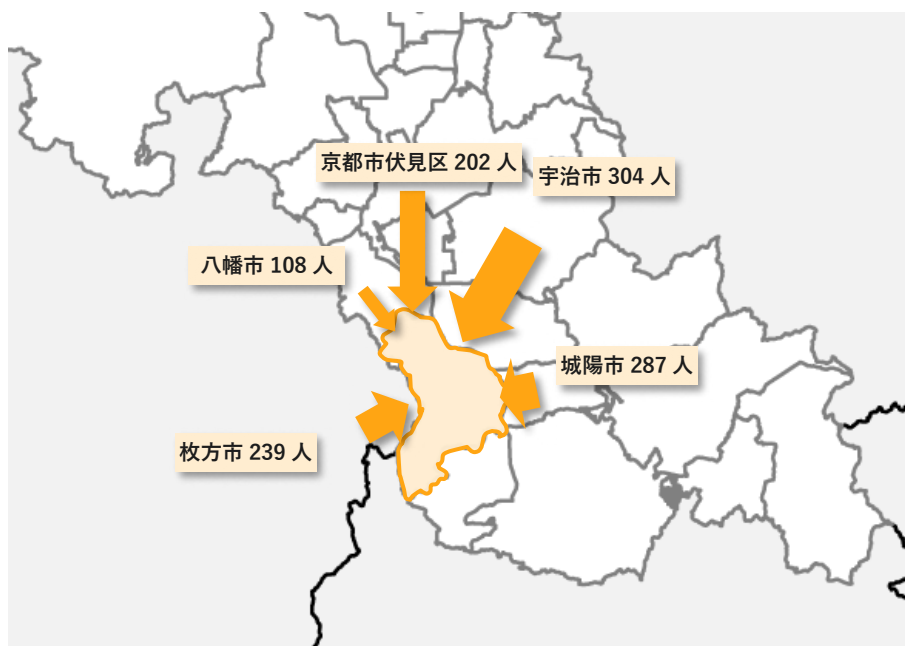 京都市伏見区 202 人
宇治市 304 人
八幡市 108 人
城陽市 287 人
枚方市 239 人